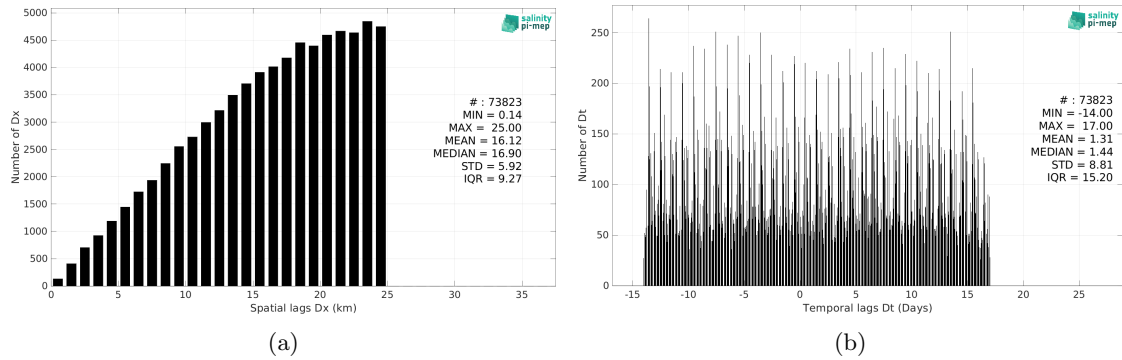 5000
4500
4000
3500
3000
2500
2000
1500
1000
500
0
Number of Dx
0 5 10 15 20 25 30 35
Spatial lags Dx (km)
salinity
pi-mep
# : 73823
MIN = 0.14
MAX = 25.00
MEAN = 16.12
MEDIAN = 16.90
STD = 5.92
IQR = 9.27
(a)
250
200
150
100
50
0
Number of Dt
-15 -10 -5 0 5 10 15 20 25
Temporal lags Dt (Days)
salinity
pi-mep
# : 73823
MIN = -14.00
MAX = 17.00
MEAN = 1.31
MEDIAN = 1.44
STD = 8.81
IQR = 15.20
(b)